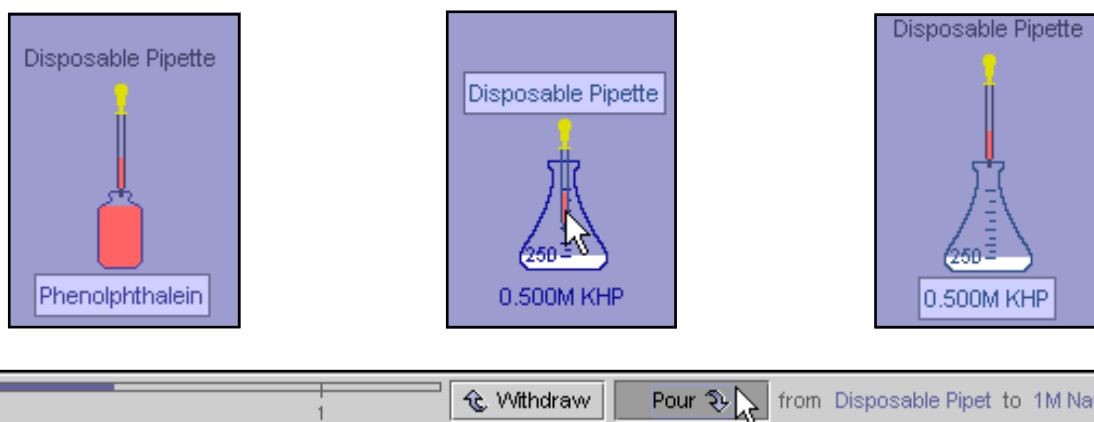 Disposable Pipette
Phenolphthalein
Disposable Pipette
250
0.500M KHP
Disposable Pipette
250
0.500M KHP
1
Withdraw
Pour
from Disposable Pipet to 1M Na